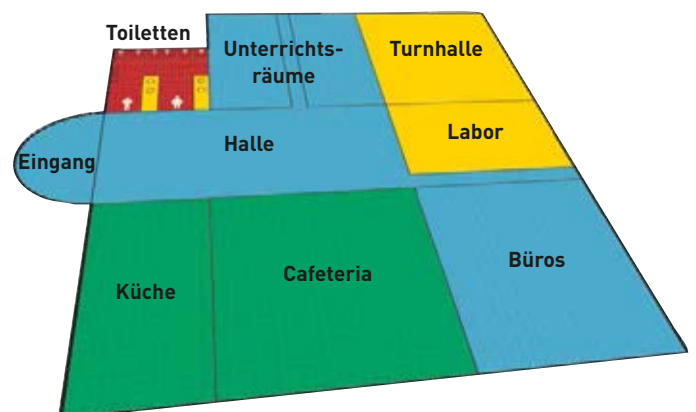 Toiletten
Unterrichts-
räume
Turnhalle
Labor
Halle
Eingang
Küche
Cafeteria
Büros